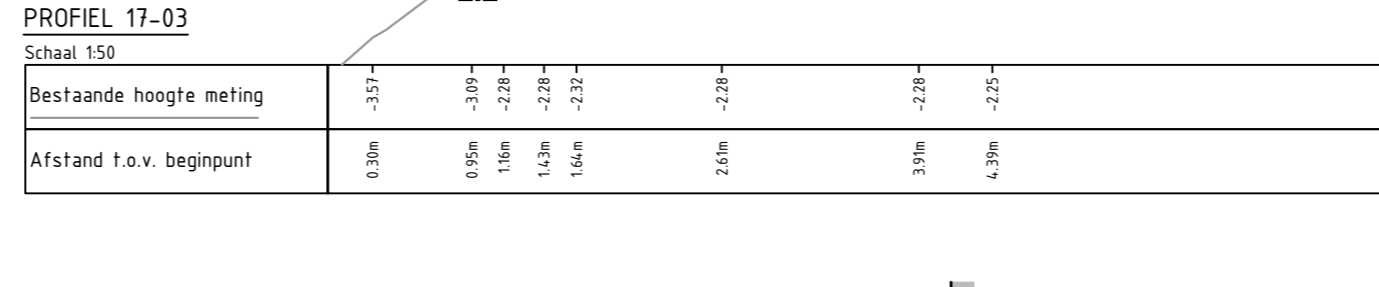 PROFIEL 17-03
Schaal 1:50
Bestaande hoogte meting -3.57 -3.09 -2.28 -2.28 -2.32 -2.28 -2.28 -2.25
Afstand t.o.v. beginpunt 0.30m 0.95m 1.16m 1.43m 1.64m 2.61m 3.91m 4.39m